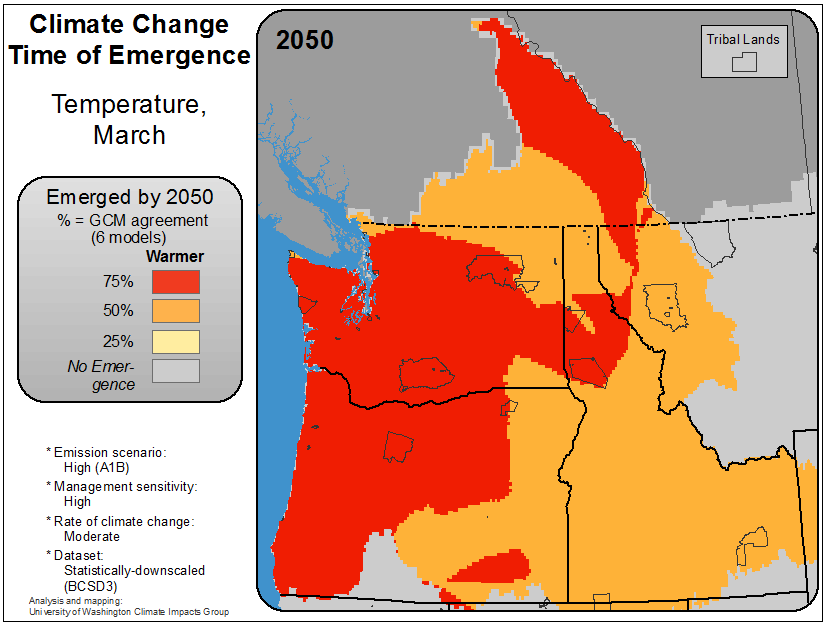 Climate Change
Time of Emergence
Temperature,
March
Emerged by 2050
% = GCM agreement
(6 models)
Warmer
75%
50%
25%
No Emer-
gence
* Emission scenario:
High (A1B)
* Management sensitivity:
High
* Rate of climate change:
Moderate
* Dataset:
Statistically-downscaled
(BCSD3)
Analysis and mapping:
University of Washington Climate Impacts Group
2050
Tribal Lands